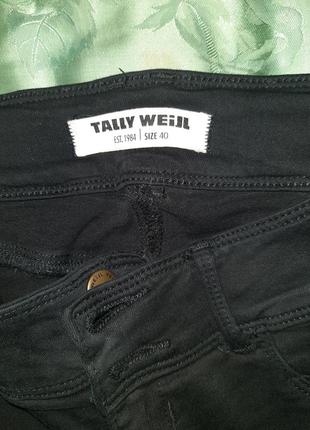 TALLY WEiJL
EST. 1984 | SIZE 40